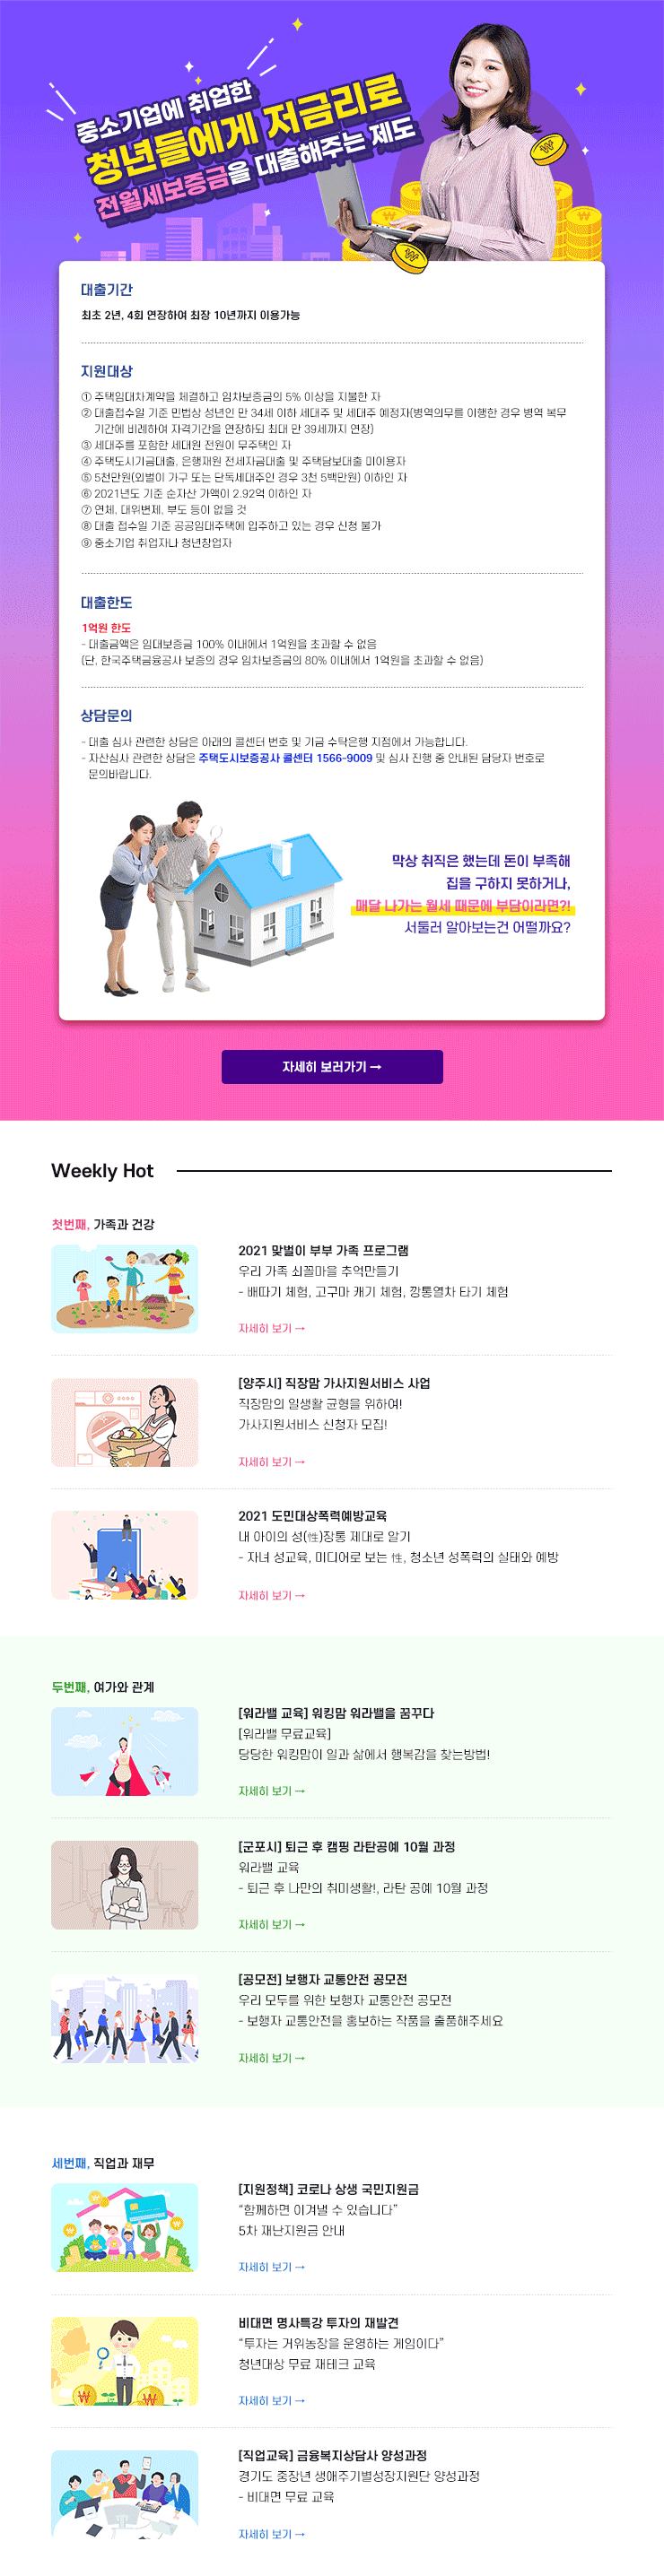 중소기업에 취업한
청년들에게 저금리로
전월세보증금을 대출해주는 제도
대출기간
최초 2년, 4회 연장하여 최장 10년까지 이용가능
지원대상
① 주택임대차계약을 체결하고 임차보증금의 5% 이상을 지불한 자
② 대출접수일 기준 민법상 성년인 만 34세 이하 세대주 및 세대주 예정자(병역의무를 이행한 경우 병역 복무
기간에 비례하여 자격기간을 연장하되 최대 만 39세까지 연장)
③ 세대주를 포함한 세대원 전원이 무주택인 자
④ 주택도시기금대출, 은행재원 전세자금대출 및 주택담보대출 미이용자
⑤ 5천만원(외벌이 가구 또는 단독세대주인 경우 3천 5백만원) 이하인 자
⑥ 2021년도 기준 순자산 가액이 2.92억 이하인 자
⑦ 연체, 대위변제, 부도 등이 없을 것
⑧ 대출 접수일 기준 공공임대주택에 입주하고 있는 경우 신청 불가
⑨ 중소기업 취업자나 청년창업자
대출한도
1억원 한도
- 대출금액은 임대보증금 100% 이내에서 1억원을 초과할 수 없음
(단, 한국주택금융공사 보증의 경우 임차보증금의 80% 이내에서 1억원을 초과할 수 없음)
상담문의
- 대출 심사 관련한 상담은 아래의 콜센터 번호 및 기금 수탁은행 지점에서 가능합니다.
- 자산심사 관련한 상담은 주택도시보증공사 콜센터 1566-9009 및 심사 진행 중 안내된 담당자 번호로
문의바랍니다.
막상 취직은 했는데 돈이 부족해
집을 구하지 못하거나,
매달 나가는 월세 때문에 부담이라면?!
서둘러 알아보는건 어떨까요?
자세히 보러가기 →
Weekly Hot
첫번째, 가족과 건강
2021 맞벌이 부부 가족 프로그램
우리 가족 쇠꼴마을 추억만들기
- 배따기 체험, 고구마 캐기 체험, 깡통열차 타기 체험
자세히 보기 →
[양주시] 직장맘 가사지원서비스 사업
직장맘의 일생활 균형을 위하여!
가사지원서비스 신청자 모집!
자세히 보기 →
2021 도민대상폭력예방교육
내 아이의 성(性)장통 제대로 알기
- 자녀 성교육, 미디어로 보는 性, 청소년 성폭력의 실태와 예방
자세히 보기 →
두번째, 여가와 관계
[워라밸 교육] 워킹맘 워라밸을 꿈꾸다
[워라밸 무료교육]
당당한 워킹맘이 일과 삶에서 행복감을 찾는방법!
자세히 보기 →
[군포시] 퇴근 후 캠핑 라탄공예 10월 과정
워라밸 교육
- 퇴근 후 나만의 취미생활!, 라탄 공예 10월 과정
자세히 보기 →
[공모전] 보행자 교통안전 공모전
우리 모두를 위한 보행자 교통안전 공모전
- 보행자 교통안전을 홍보하는 작품을 출품해주세요
자세히 보기 →
세번째, 직업과 재무
[지원정책] 코로나 상생 국민지원금
“함께하면 이겨낼 수 있습니다”
5차 재난지원금 안내
자세히 보기 →
비대면 명사특강 투자의 재발견
“투자는 거위농장을 운영하는 게임이다”
청년대상 무료 재테크 교육
자세히 보기 →
[직업교육] 금융복지상담사 양성과정
경기도 중장년 생애주기별성장지원단 양성과정
- 비대면 무료 교육
자세히 보기 →